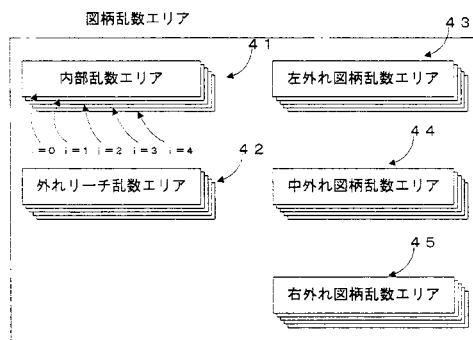 図柄乱数エリア
41
内部乱数エリア
i=0 i=1 i=2 i=3 i=4
42
外れリーチ乱数エリア
43
左外れ図柄乱数エリア
44
中外れ図柄乱数エリア
45
右外れ図柄乱数エリア